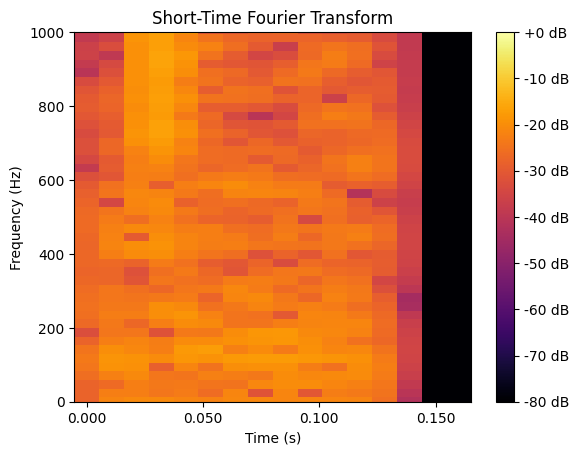 Short-Time Fourier Transform
1000
800
600
400
200
0
Frequency (Hz)
0.000
0.050
0.100
0.150
Time (s)
+0 dB
-10 dB
-20 dB
-30 dB
-40 dB
-50 dB
-60 dB
-70 dB
-80 dB